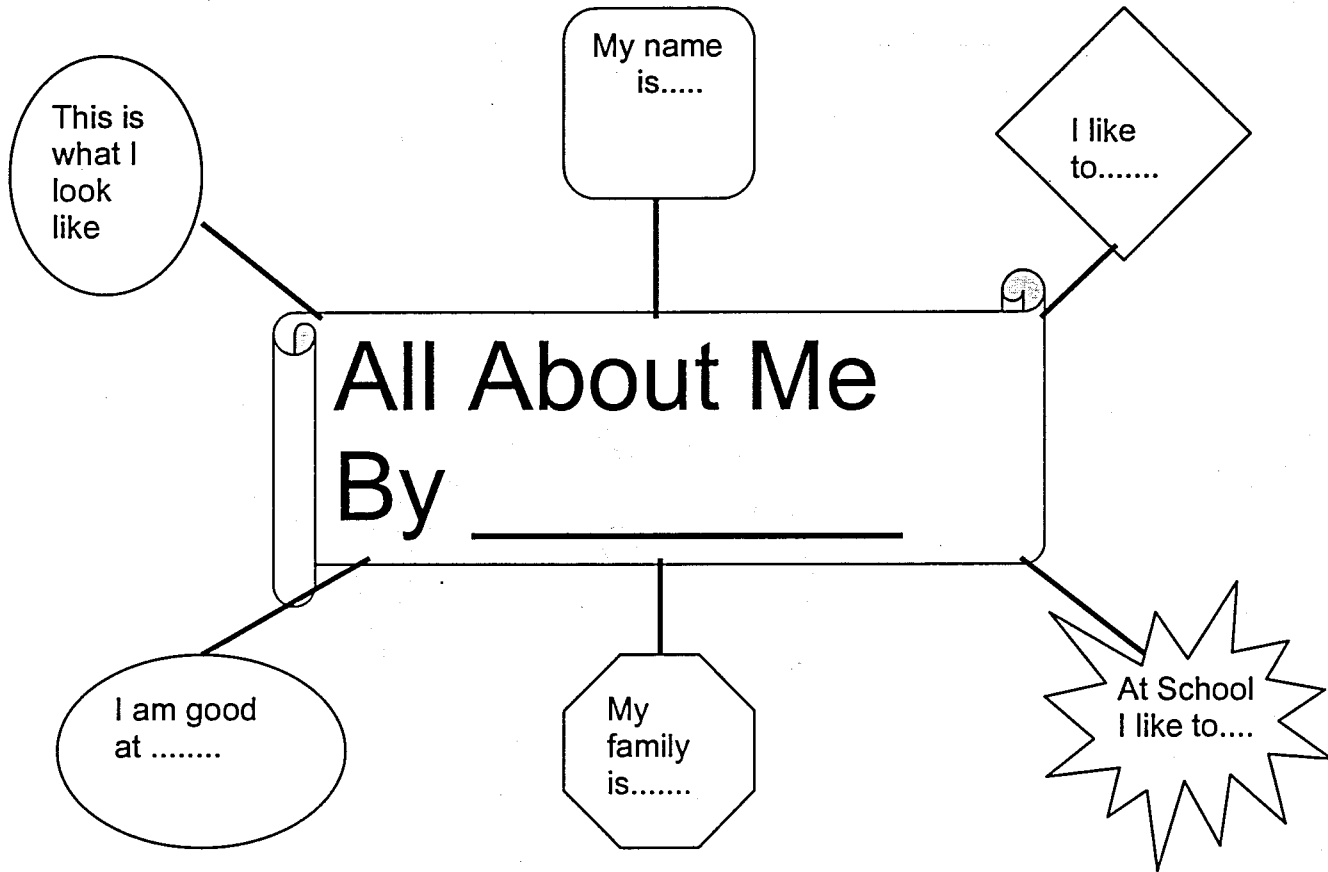 My name
is.....
This is
what I
look
like
I like
to.......
All About Me
By _______________
I am good
at ........
My
family
is.......
At School
I like to....